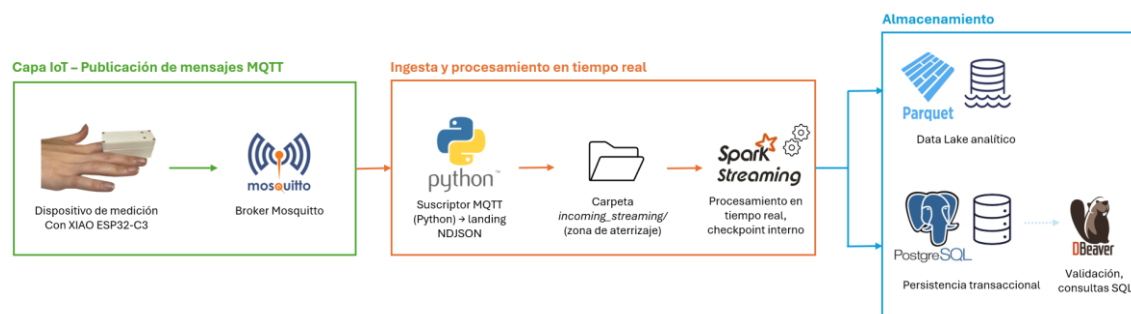 Almacenamiento
Capa IoT – Publicación de mensajes MQTT
Ingesta y procesamiento en tiempo real
Parquet
Data Lake analítico
mosquitto
python™
Spark
Streaming
Dispositivo de medición
Con XIAO ESP32-C3
Broker Mosquitto
Suscriptor MQTT
(Python) → landing
NDJSON
Carpeta
incoming_streaming/
(zona de aterrizaje)
Procesamiento en
tiempo real,
checkpoint interno
PostgreSQL
DBeaver
Persistencia transaccional
Validación,
consultas SQL